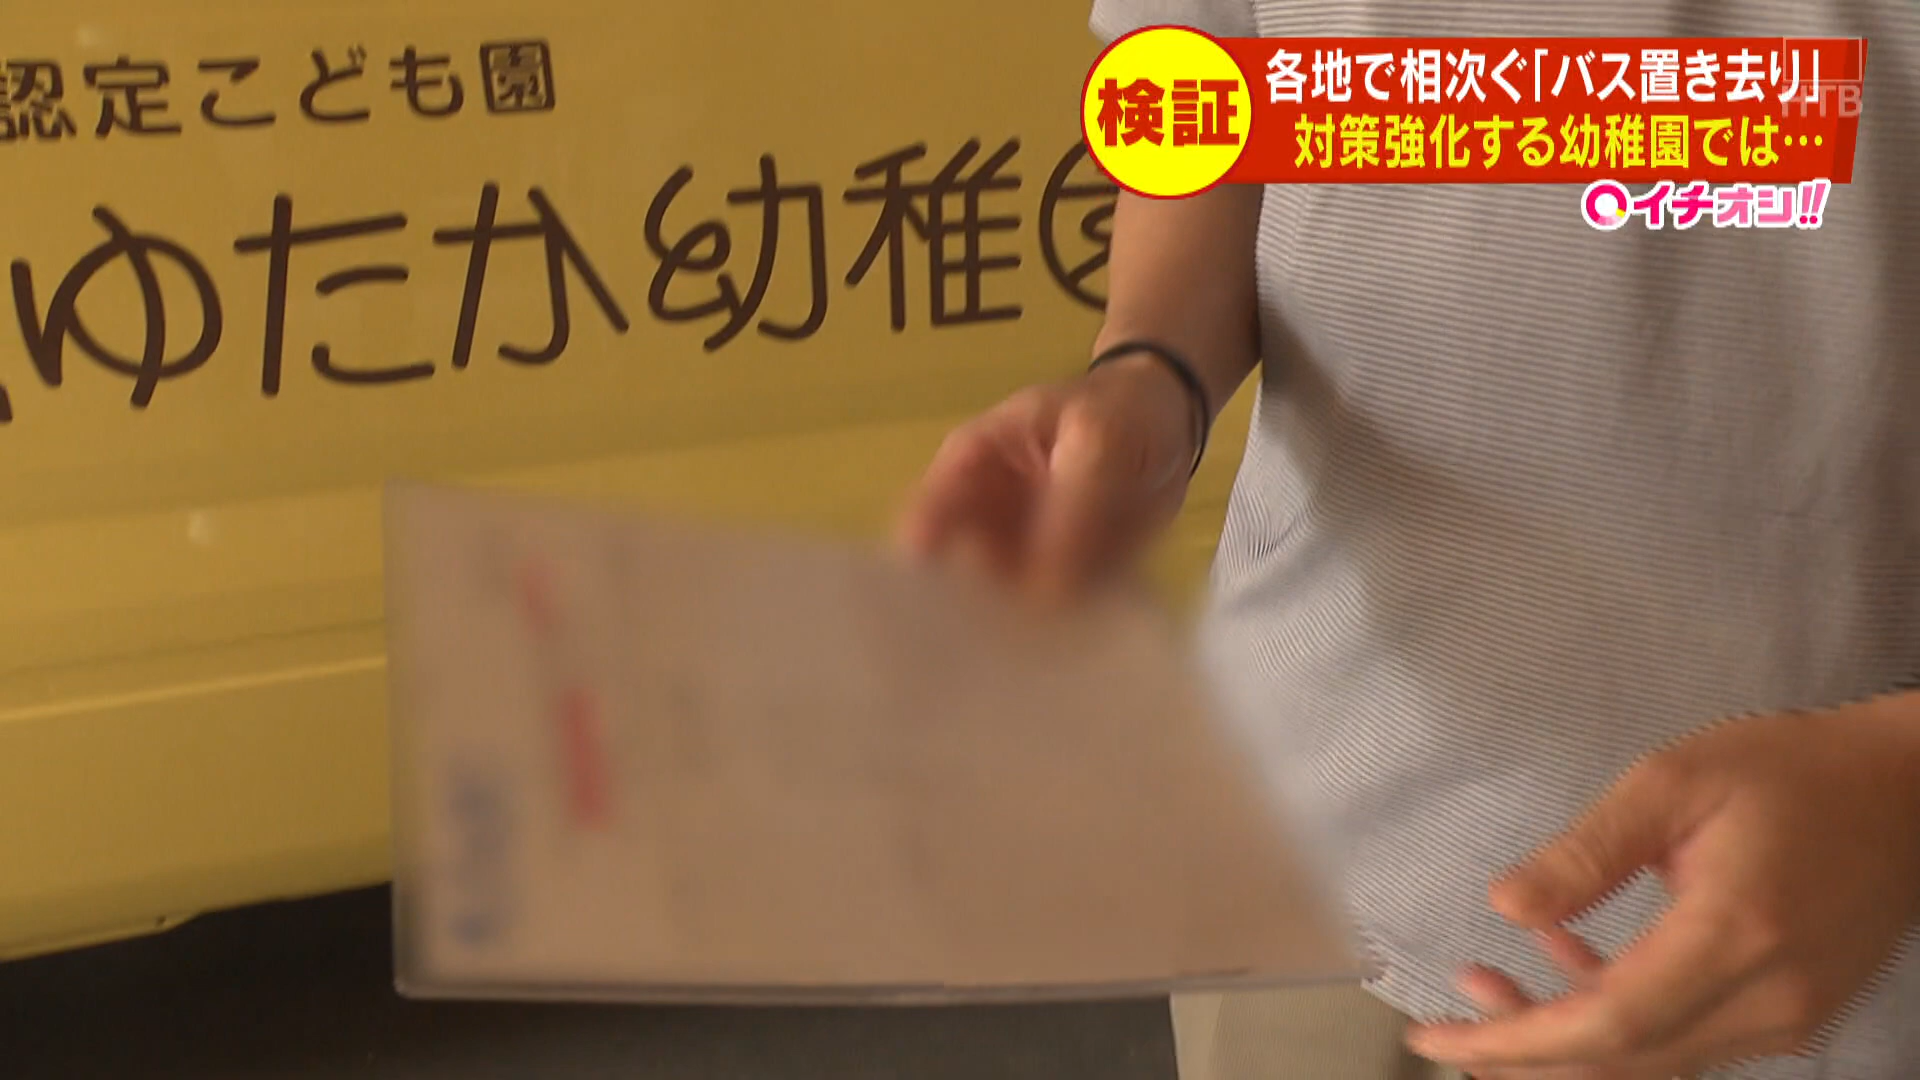 認定こども園
ゆたか幼稚園
検証
各地で相次ぐ「バス置き去り」
対策強化する幼稚園では…
HTB
イチオシ!!